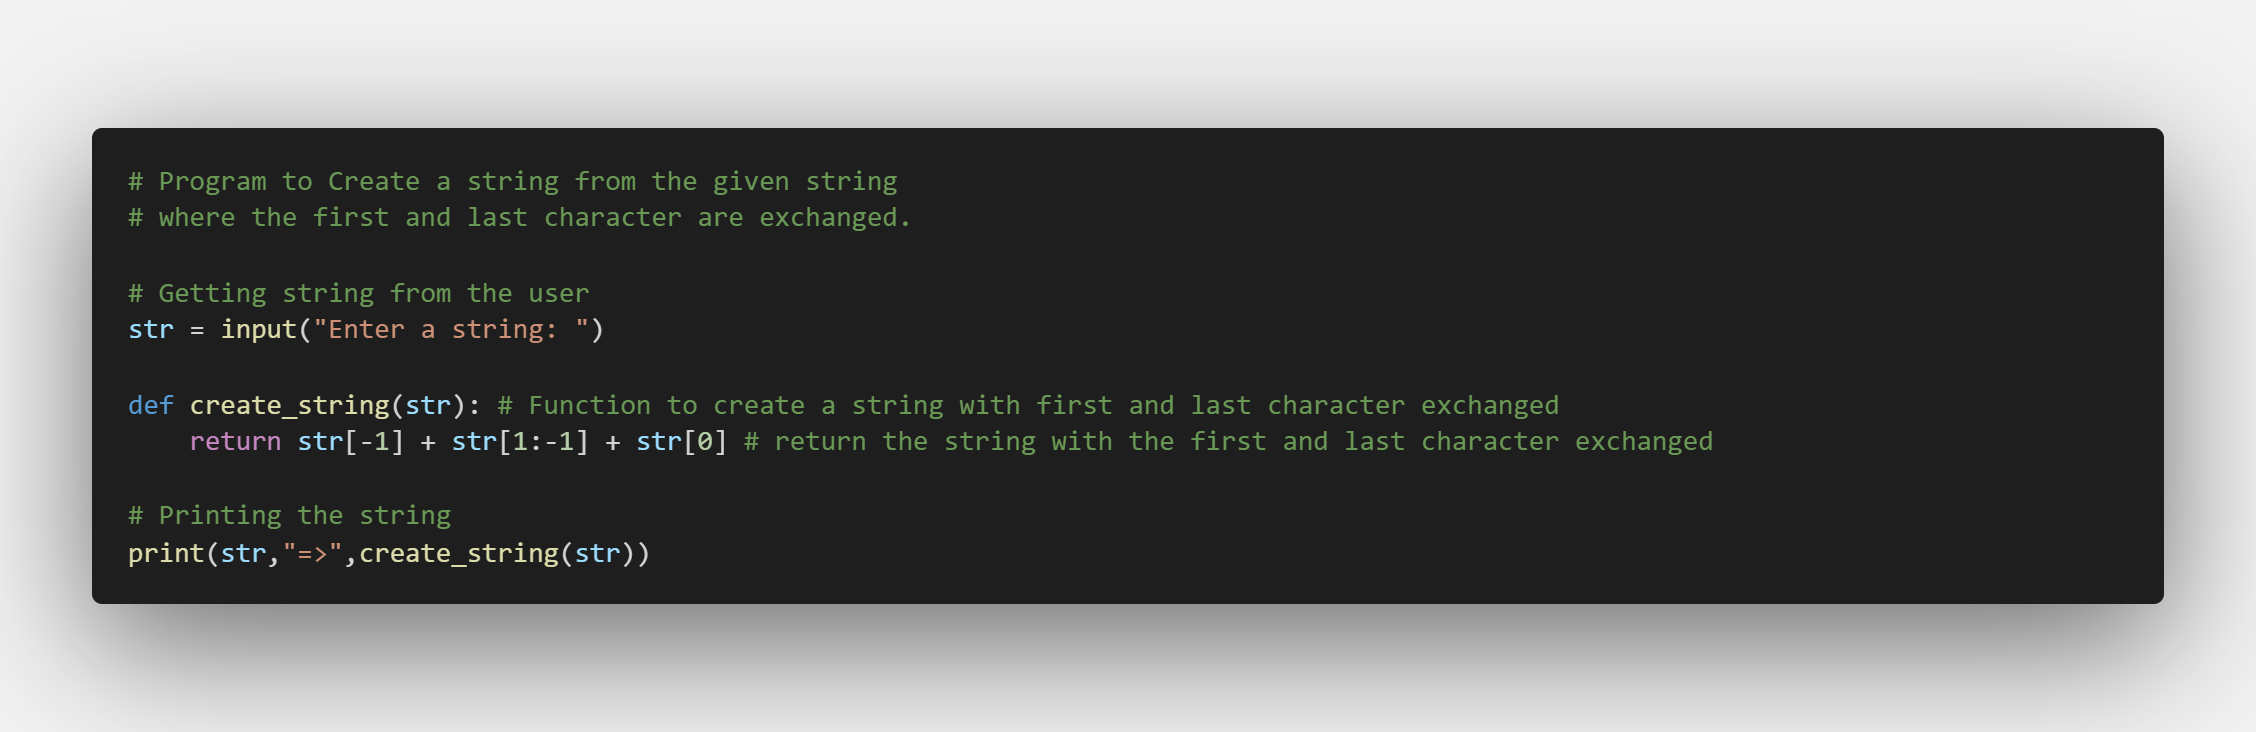 # Program to Create a string from the given string
# where the first and last character are exchanged.
# Getting string from the user
str = input("Enter a string: ")
def create_string(str): # Function to create a string with first and last character exchanged
    return str[-1] + str[1:-1] + str[0] # return the string with the first and last character exchanged
# Printing the string
print(str,"=>",create_string(str))